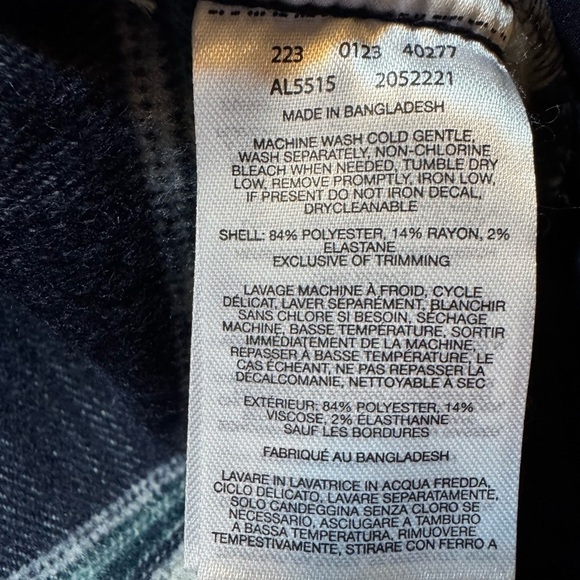 223 0123 40277
AL5515 2052221
MADE IN BANGLADESH
MACHINE WASH COLD GENTLE,
WASH SEPARATELY, NON-CHLORINE
BLEACH WHEN NEEDED, TUMBLE DRY
LOW, REMOVE PROMPTLY, IRON LOW,
IF PRESENT DO NOT IRON DECAL,
DRYCLEANABLE
SHELL: 84% POLYESTER, 14% RAYON, 2%
ELASTANE
EXCLUSIVE OF TRIMMING
LAVAGE MACHINE À FROID, CYCLE
DÉLICAT, LAVER SEPARÉMENT, BLANCHIR
SANS CHLORE SI BESOIN, SÉCHAGE
MACHINE, BASSE TEMPÉRATURE, SORTIR
IMMÉDIATEMENT DE LA MACHINE,
REPASSER À BASSE TEMPÉRATURE, LE
CAS ÉCHEANT, NE PAS REPASSER LA
DÉCALCOMANIE, NETTOYABLE À SEC
EXTÉRIEUR: 84% POLYESTER, 14%
VISCOSE, 2% ÉLASTHANNE
SAUF LES BORDURES
FABRIQUÉ AU BANGLADESH
LAVARE IN LAVATRICE IN ACQUA FREDDA,
CICLO DELICATO, LAVARE SEPARATAMENTE,
SOLO CANDEGGINA SENZA CLORO SE
NECESSARIO, ASCIUGARE A TAMBURO
A BASSA TEMPERATURA, RIMUOVERE
TEMPESTIVAMENTE, STIRARE CON FERRO A